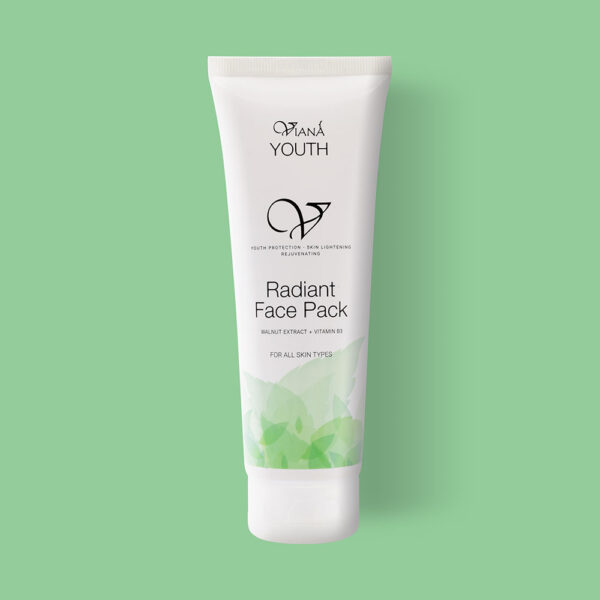 VIANÁ
YOUTH
YOUTH PROTECTION - SKIN LIGHTENING
REJUVENATING
Radiant
Face Pack
WALNUT EXTRACT + VITAMIN B3
FOR ALL SKIN TYPES